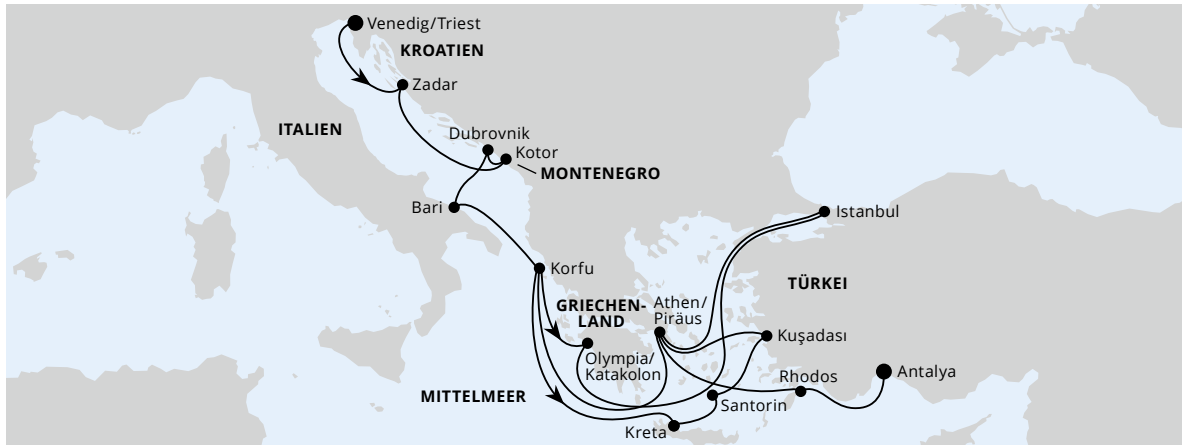 Venedig/Triest
KROATIEN
Zadar
ITALIEN
Dubrovnik
Kotor
MONTENEGRO
Bari
Istanbul
Korfu
TÜRKEI
GRIECHEN-
LAND
Athen/
Piräus
Kuşadası
Olympia/
Katakolon
Rhodos
Antalya
MITTELMEER
Santorin
Kreta